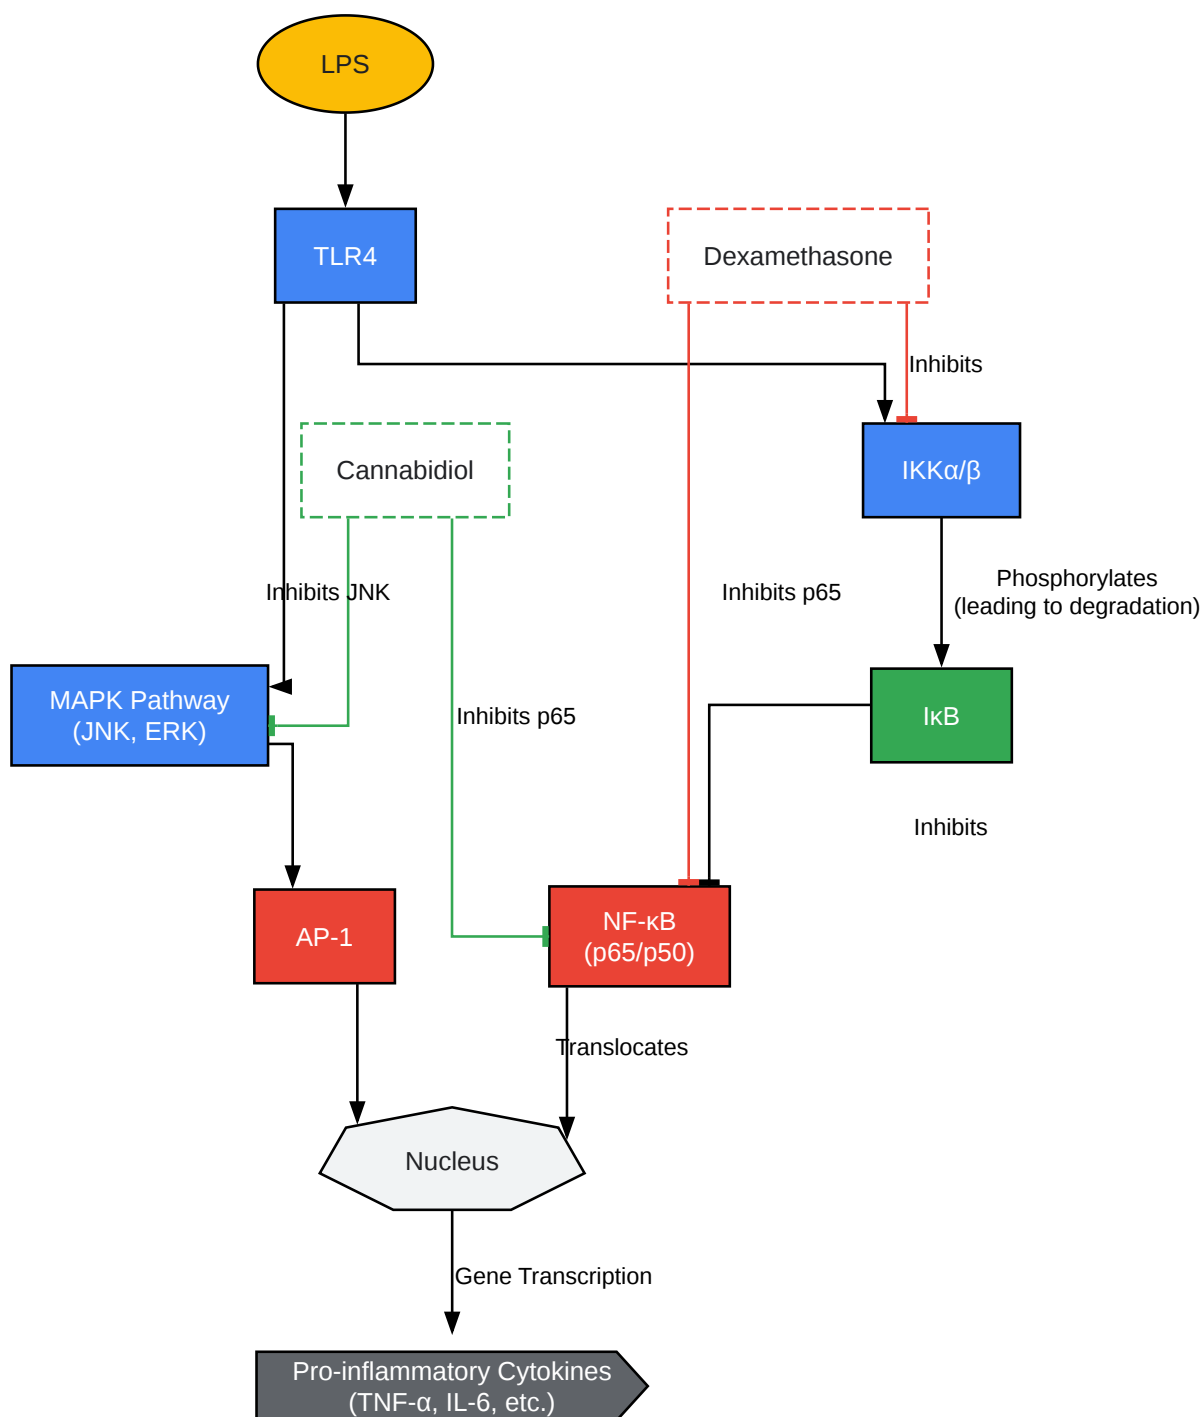 LPS
TLR4
Dexamethasone
Inhibits
Cannabidiol
IKKα/β
Inhibits JNK
Inhibits p65
Phosphorylates
(leading to degradation)
MAPK Pathway
(JNK, ERK)
Inhibits p65
IκB
Inhibits
AP-1
NF-κB
(p65/p50)
Translocates
Nucleus
Gene Transcription
Pro-inflammatory Cytokines
(TNF-α, IL-6, etc.)